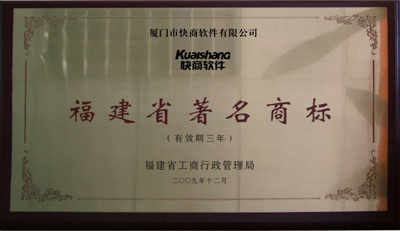 厦门市快商软件有限公司
Kuaishang
快商软件
福建省著名商标
(有效期三年)
福建省工商行政管理局
二〇〇九年十二月